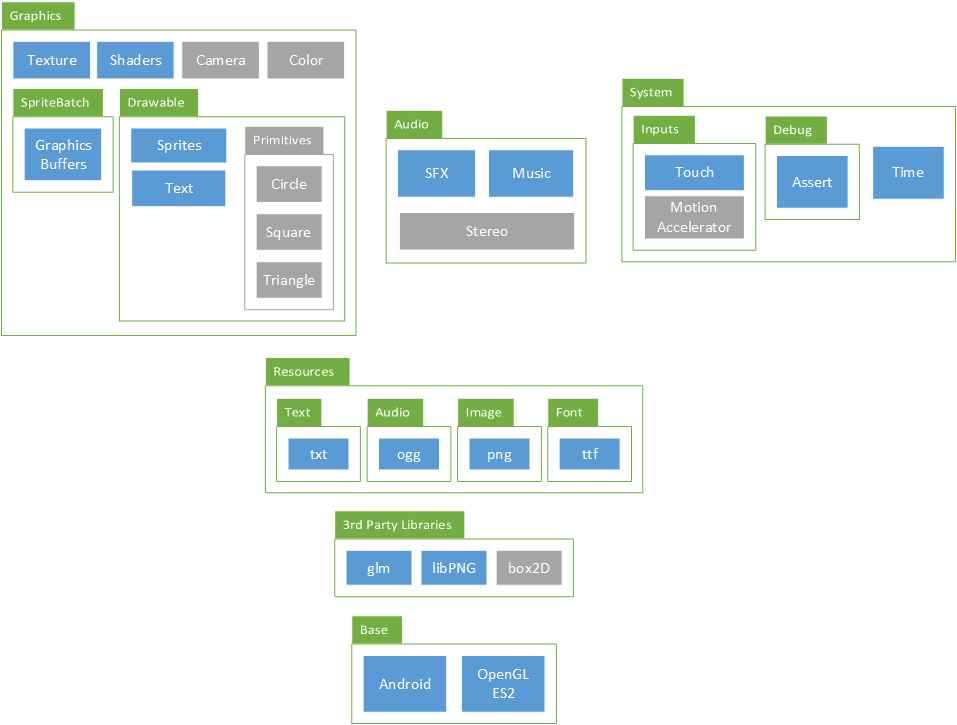 Graphics
Texture
Shaders
Camera
Color
SpriteBatch
Graphics
Buffers
Drawable
Sprites
Text
Primitives
Circle
Square
Triangle
Audio
SFX
Music
Stereo
System
Inputs
Touch
Motion
Accelerator
Debug
Assert
Time
Resources
Text
txt
Audio
ogg
Image
png
Font
ttf
3rd Party Libraries
glm
libPNG
box2D
Base
Android
OpenGL
ES2